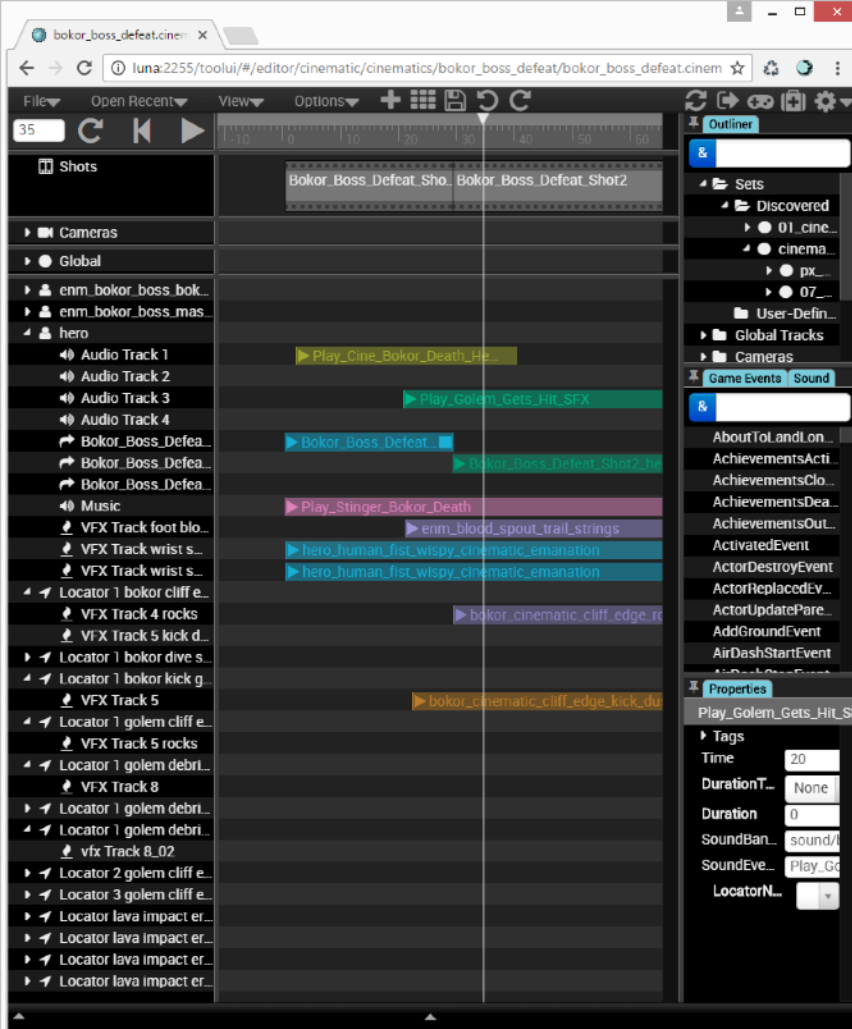 bokor_boss_defeat.cinem
luna:2255/toolui/#/editor/cinematic/cinematics/bokor_boss_defeat/bokor_boss_defeat.cinem
File Open Recent View Options
35
-10 0 10 20 30 40 50 60
Shots
Bokor_Boss_Defeat_Sho.. Bokor_Boss_Defeat_Shot2
Cameras
Global
enm_bokor_boss_bok...
enm_bokor_boss_mas...
hero
Audio Track 1
Play_Cine_Bokor_Death_He...
Audio Track 2
Audio Track 3
Play_Golem_Gets_Hit_SFX
Audio Track 4
Bokor_Boss_Defea...
Bokor_Boss_Defeat...
Bokor_Boss_Defea...
Bokor_Boss_Defeat_Shot2_he
Bokor_Boss_Defea...
Music
Play_Stinger_Bokor_Death
VFX Track foot blo...
enm_blood_spout_trail_strings
VFX Track wrist s...
hero_human_fist_wispy_cinematic_emanation
VFX Track wrist s...
hero_human_fist_wispy_cinematic_emanation
Locator 1 bokor cliff e...
VFX Track 4 rocks
bokor_cinematic_cliff_edge_ro
VFX Track 5 kick d...
Locator 1 bokor dive s...
Locator 1 bokor kick g...
VFX Track 5
bokor_cinematic_cliff_edge_kick_du
Locator 1 golem cliff e...
VFX Track 5 rocks
Locator 1 golem debri...
VFX Track 8
Locator 1 golem debri...
Locator 1 golem debri...
vfx Track 8_02
Locator 2 golem cliff e...
Locator 3 golem cliff e...
Locator lava impact er...
Locator lava impact er...
Locator lava impact er...
Locator lava impact er...
Outliner
&
Sets
Discovered
01_cine...
cinema...
px_...
07_...
User-Defin...
Global Tracks
Cameras
Game Events Sound
&
AboutToLandLon...
AchievementsActi...
AchievementsClo...
AchievementsDea...
AchievementsOut...
ActivatedEvent
ActorDestroyEvent
ActorReplacedEv...
ActorUpdatePare...
AddGroundEvent
AirDashStartEvent
AirDashStopEvent
Properties
Play_Golem_Gets_Hit_S
Tags
Time 20
DurationT... None
Duration 0
SoundBan... sound/b
SoundEve... Play_Go
LocatorN...